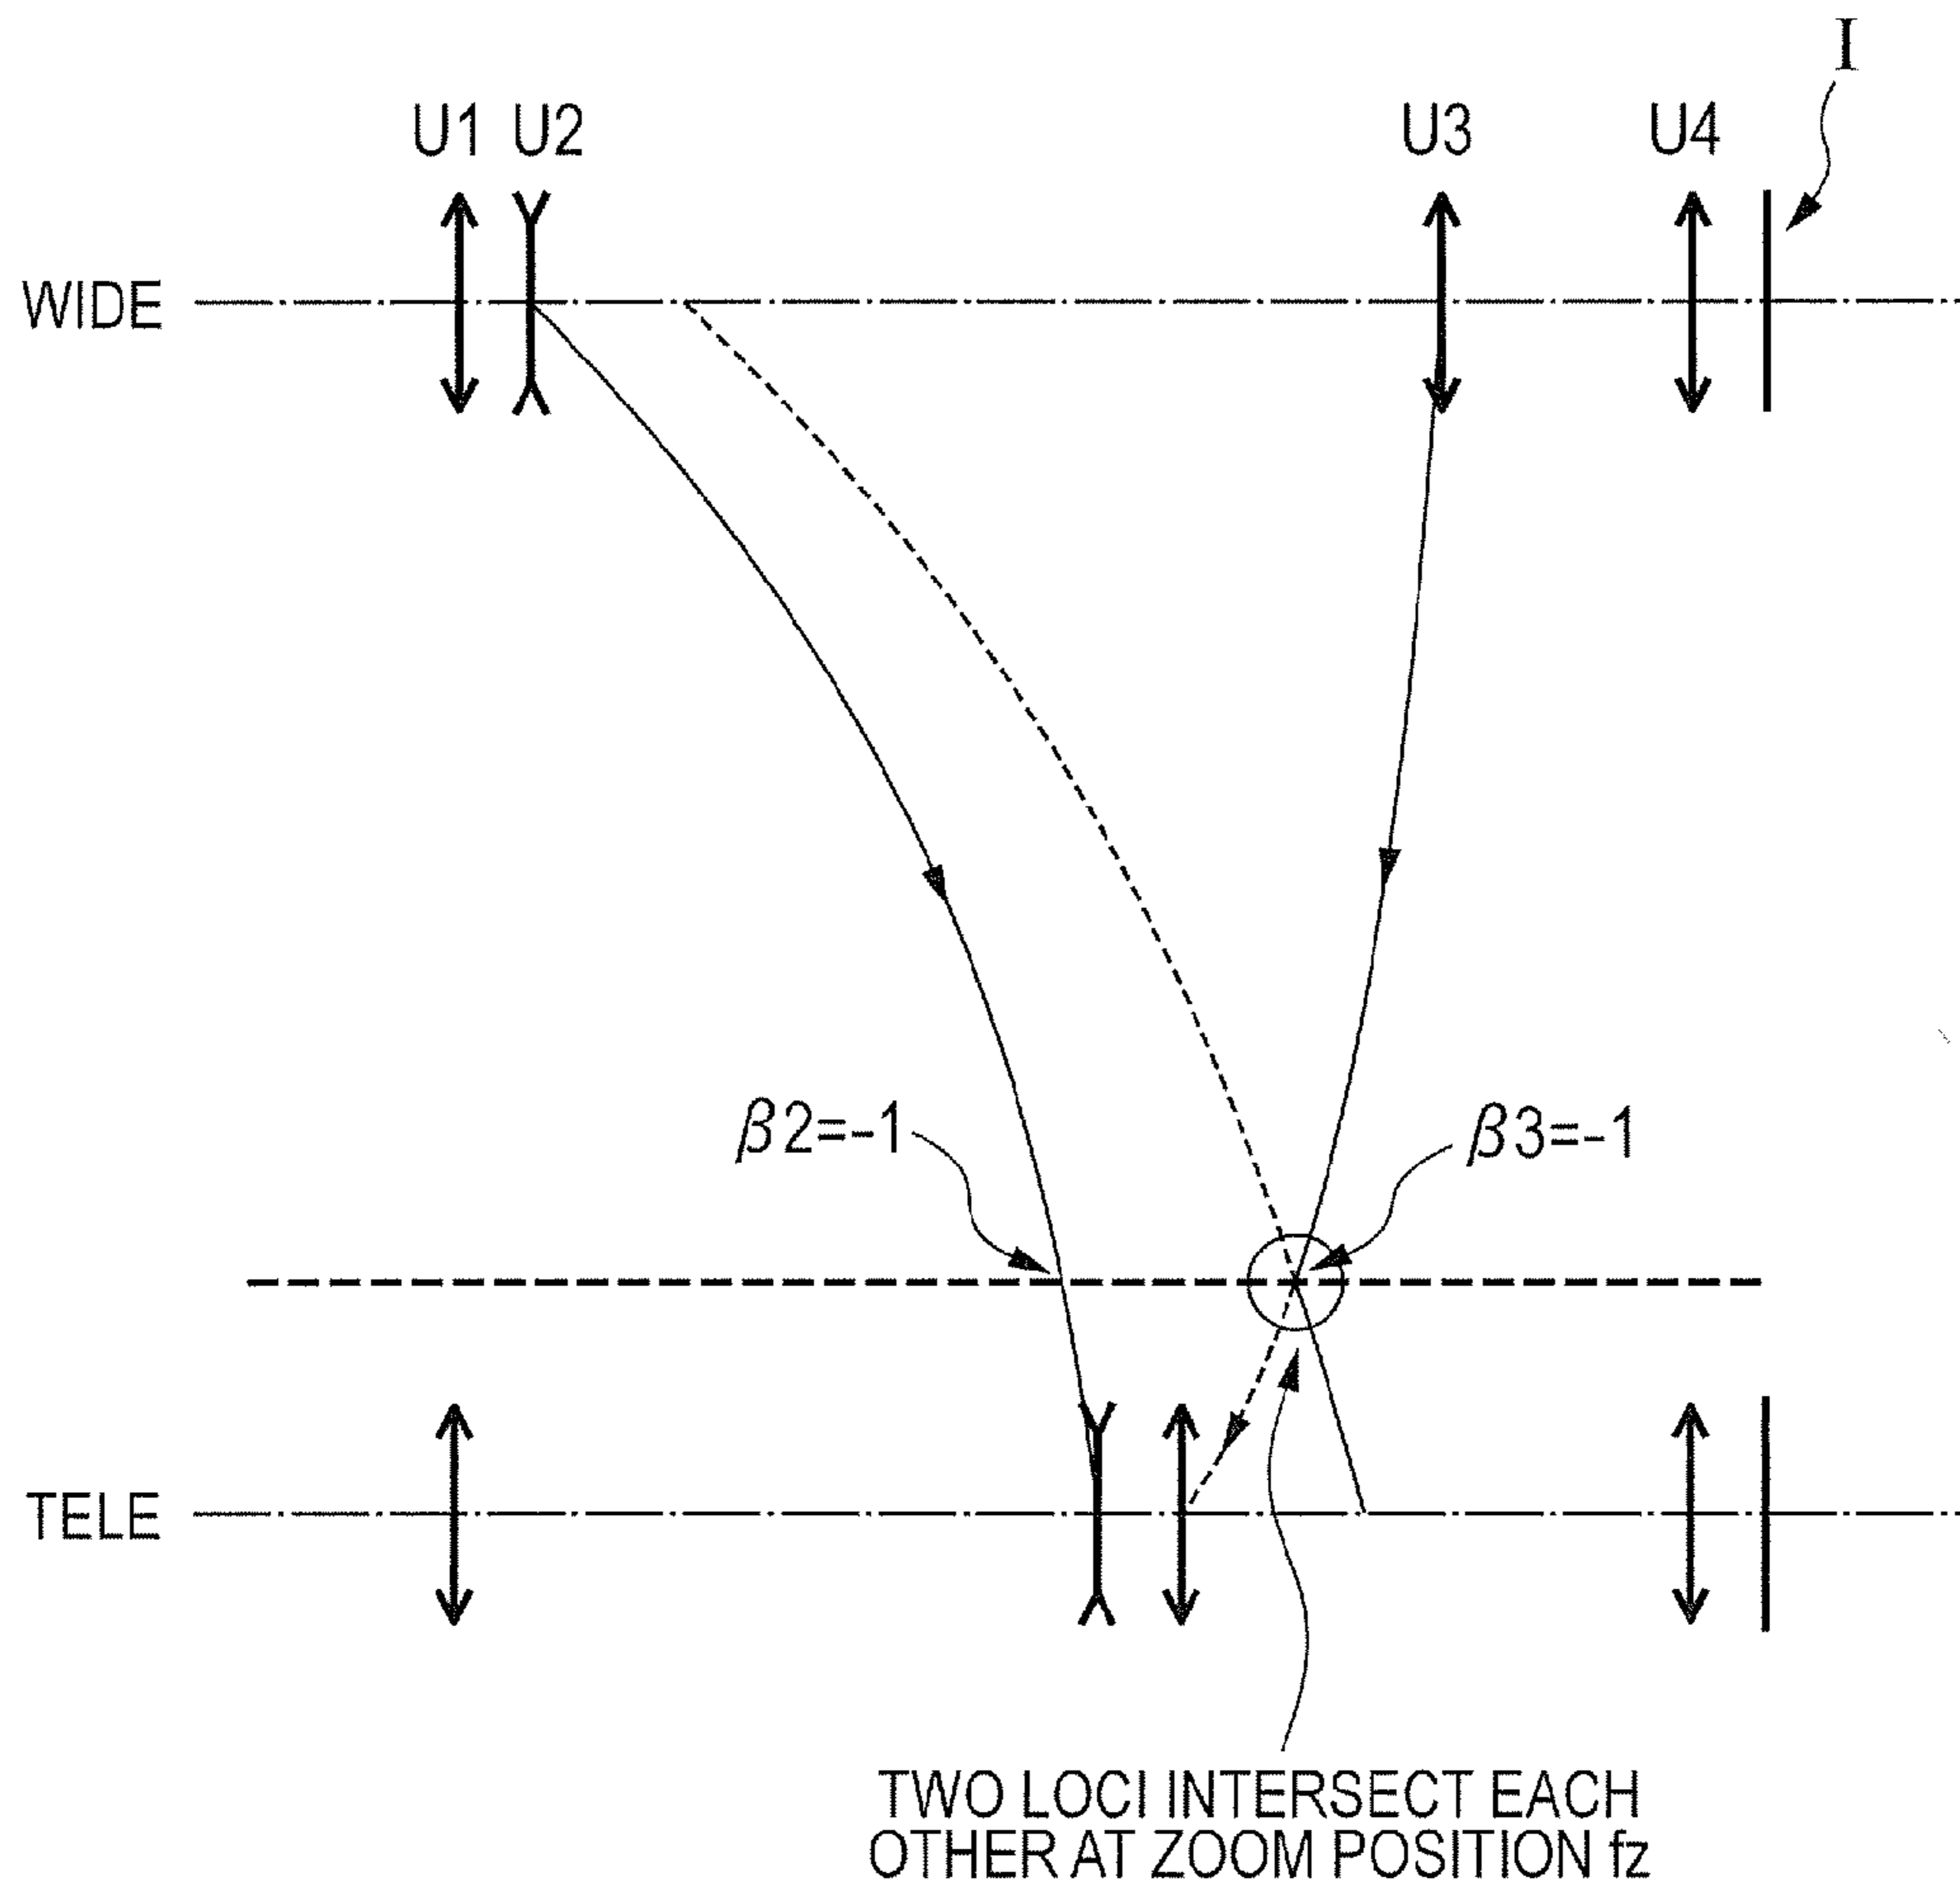 I
U1 U2 U3 U4
WIDE
β2=-1 β3=-1
TELE
TWO LOCI INTERSECT EACH
OTHER AT ZOOM POSITION fz